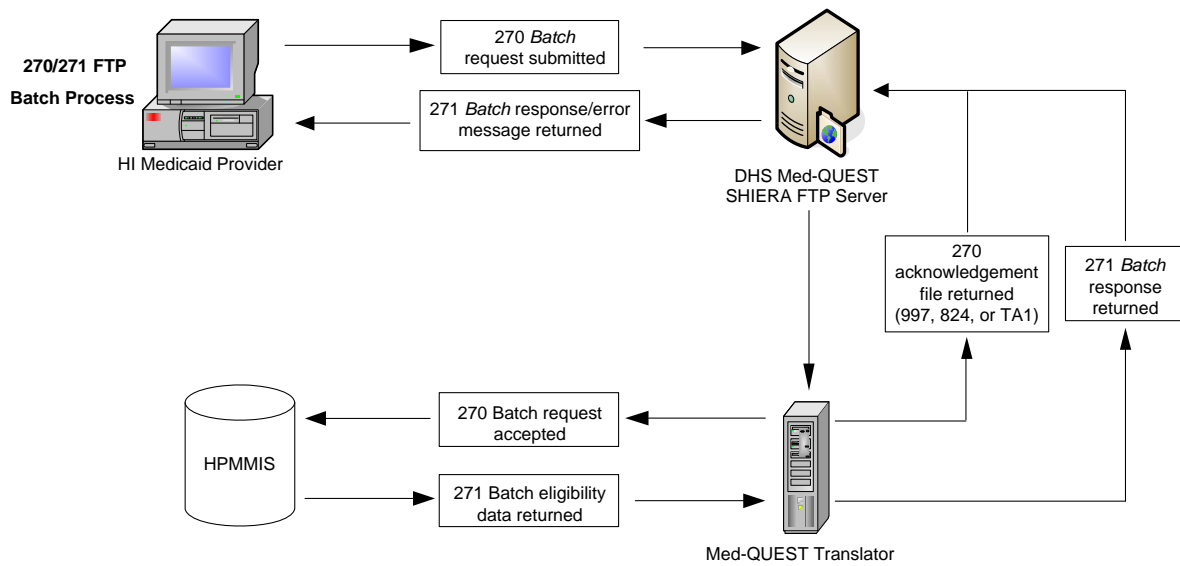 270/271 FTP
Batch Process
HI Medicaid Provider
270 Batch
request submitted
271 Batch response/error
message returned
DHS Med-QUEST
SHIERA FTP Server
270
acknowledgement
file returned
(997, 824, or TA1)
271 Batch
response
returned
HPMMIS
270 Batch request
accepted
271 Batch eligibility
data returned
Med-QUEST Translator